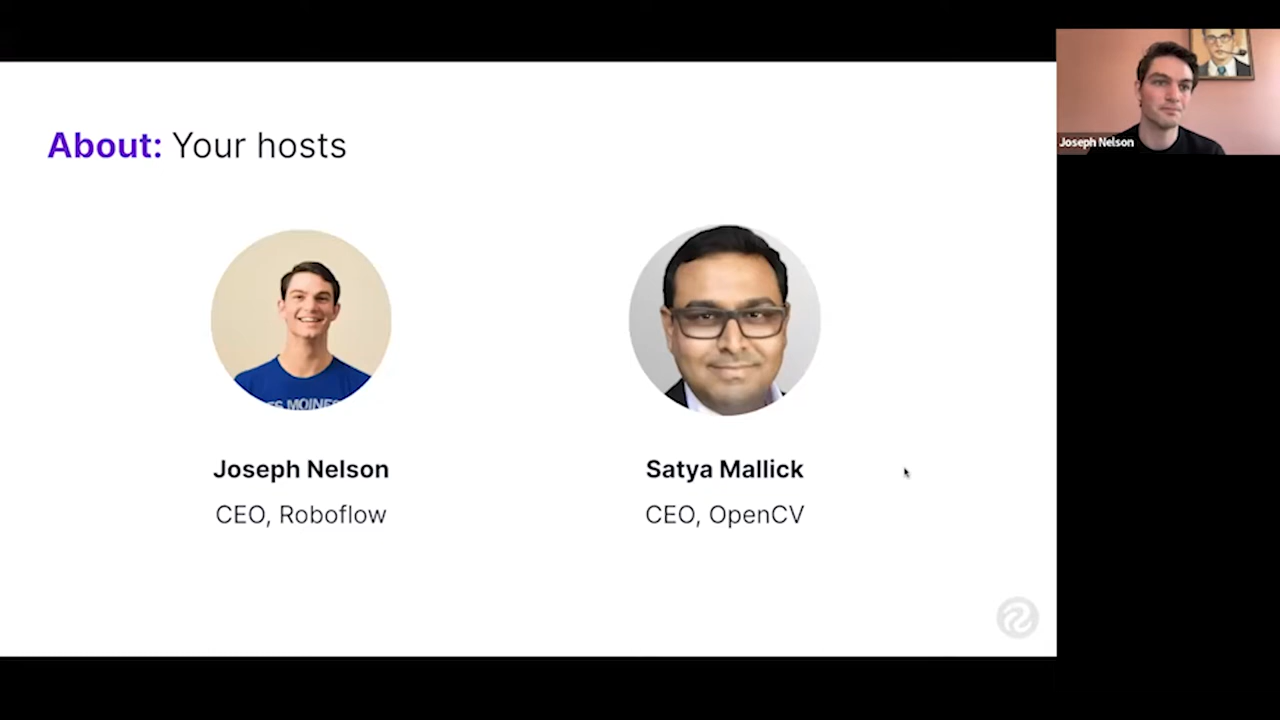 About: Your hosts
Joseph Nelson
CEO, Roboflow
Satya Mallick
CEO, OpenCV
Joseph Nelson